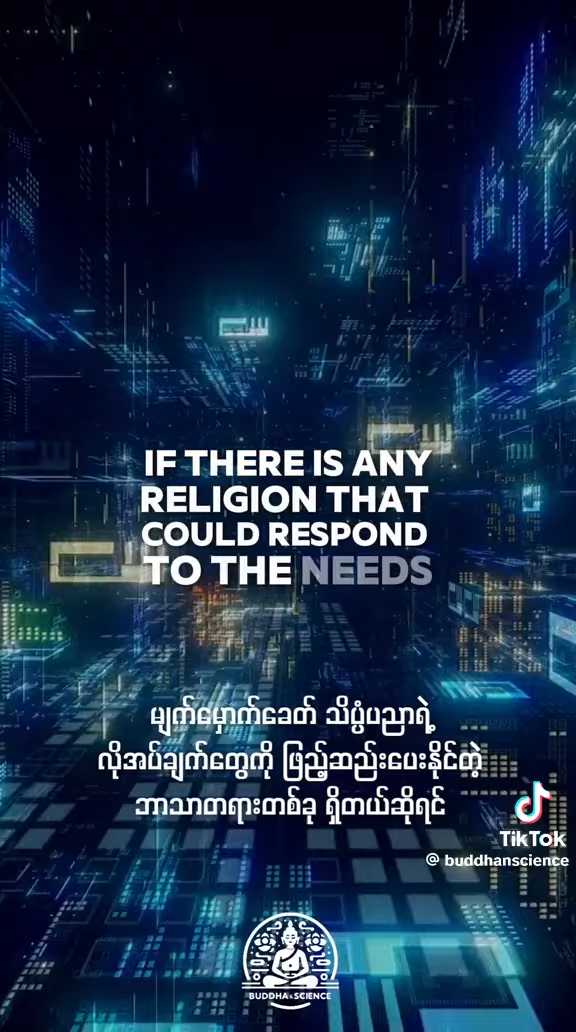 IF THERE IS ANY
RELIGION THAT
COULD RESPOND
TO THE NEEDS
မျက်မှောက်ခေတ် သိပ္ပံပညာရဲ့
လိုအပ်ချက်တွေကို ဖြည့်ဆည်းပေးနိုင်တဲ့
ဘာသာတရားတစ်ခု ရှိတယ်ဆိုရင်
TikTok
@ buddhanscience
BUDDHA & SCIENCE